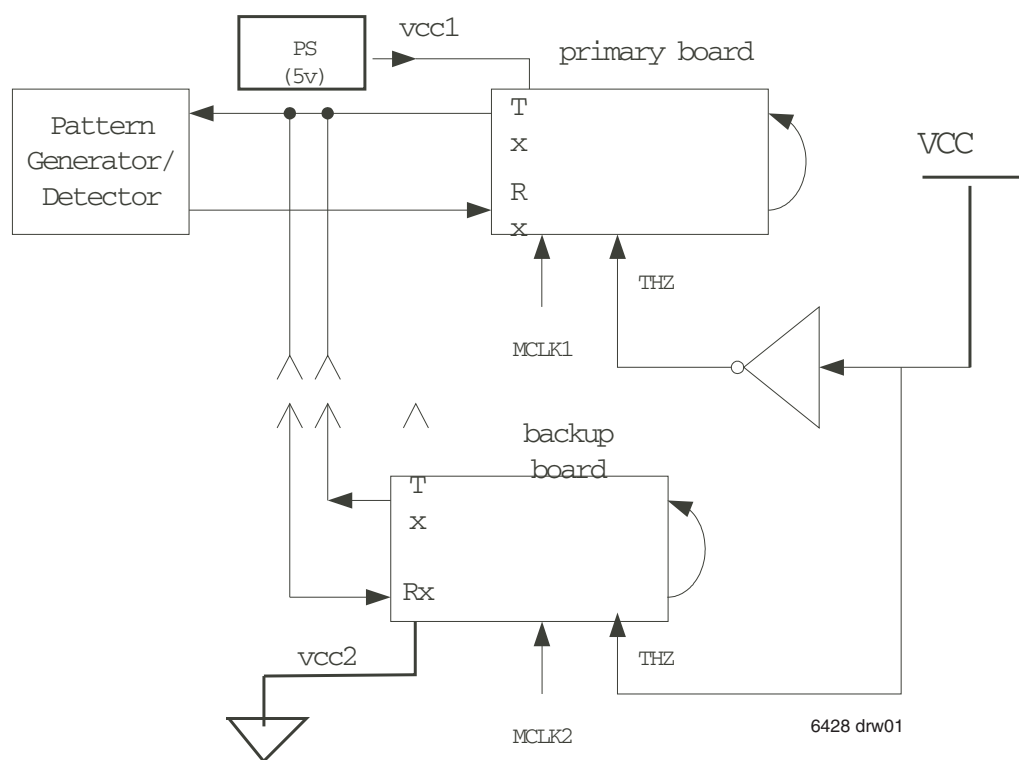 PS
(5v)
vcc1
primary board
Pattern
Generator/
Detector
T
x
R
x
VCC
THZ
MCLK1
backup
board
T
x
Rx
vcc2
THZ
MCLK2
6428 drw01